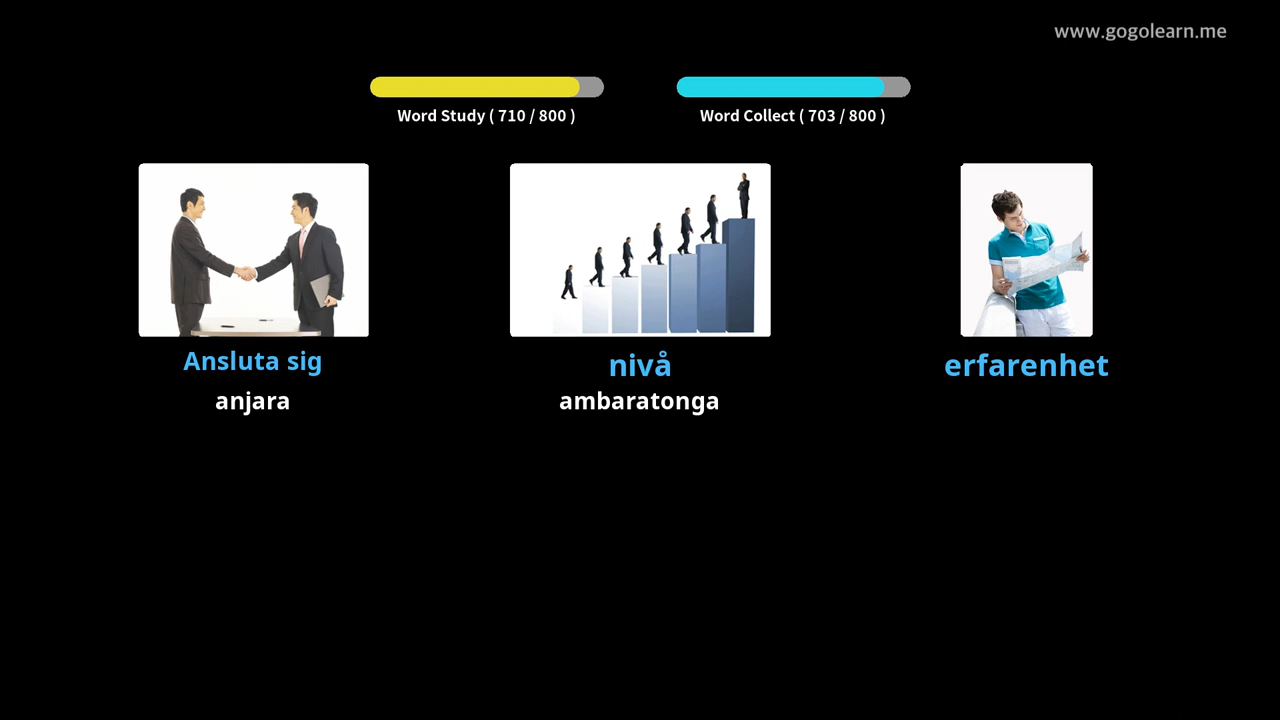 www.gogolearn.me
Word Study ( 710 / 800 )
Word Collect ( 703 / 800 )
Ansluta sig
anjara
nivå
ambaratonga
erfarenhet